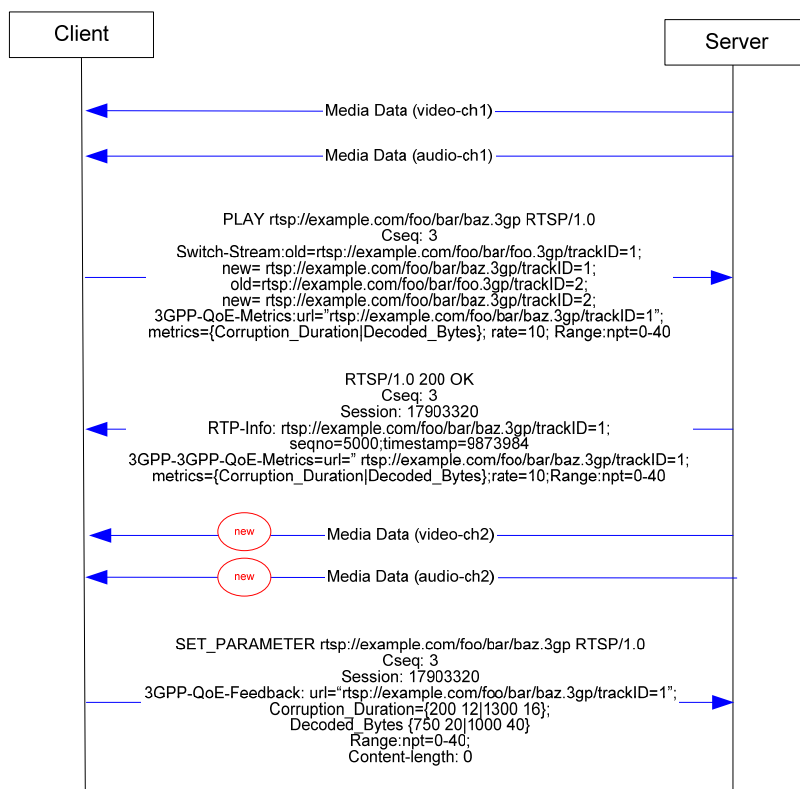 Client
Server
Media Data (video-ch1)
Media Data (audio-ch1)
PLAY rtsp://example.com/foo/bar/baz.3gp RTSP/1.0
Cseq: 3
Switch-Stream:old=rtsp://example.com/foo/bar/foo.3gp/trackID=1;
new= rtsp://example.com/foo/bar/baz.3gp/trackID=1;
old=rtsp://example.com/foo/bar/foo.3gp/trackID=2;
new= rtsp://example.com/foo/bar/baz.3gp/trackID=2;
3GPP-QoE-Metrics:url=”rtsp://example.com/foo/bar/baz.3gp/trackID=1”;
metrics={Corruption_Duration|Decoded_Bytes}; rate=10; Range:npt=0-40
RTSP/1.0 200 OK
Cseq: 3
Session: 17903320
RTP-Info: rtsp://example.com/foo/bar/baz.3gp/trackID=1;
seqno=5000;timestamp=9873984
3GPP-3GPP-QoE-Metrics=url=” rtsp://example.com/foo/bar/baz.3gp/trackID=1;
metrics={Corruption_Duration|Decoded_Bytes};rate=10;Range:npt=0-40
new
Media Data (video-ch2)
new
Media Data (audio-ch2)
SET_PARAMETER rtsp://example.com/foo/bar/baz.3gp RTSP/1.0
Cseq: 3
Session: 17903320
3GPP-QoE-Feedback: url=“rtsp://example.com/foo/bar/baz.3gp/trackID=1”;
Corruption_Duration={200 12|1300 16};
Decoded_Bytes {750 20|1000 40}
Range:npt=0-40;
Content-length: 0